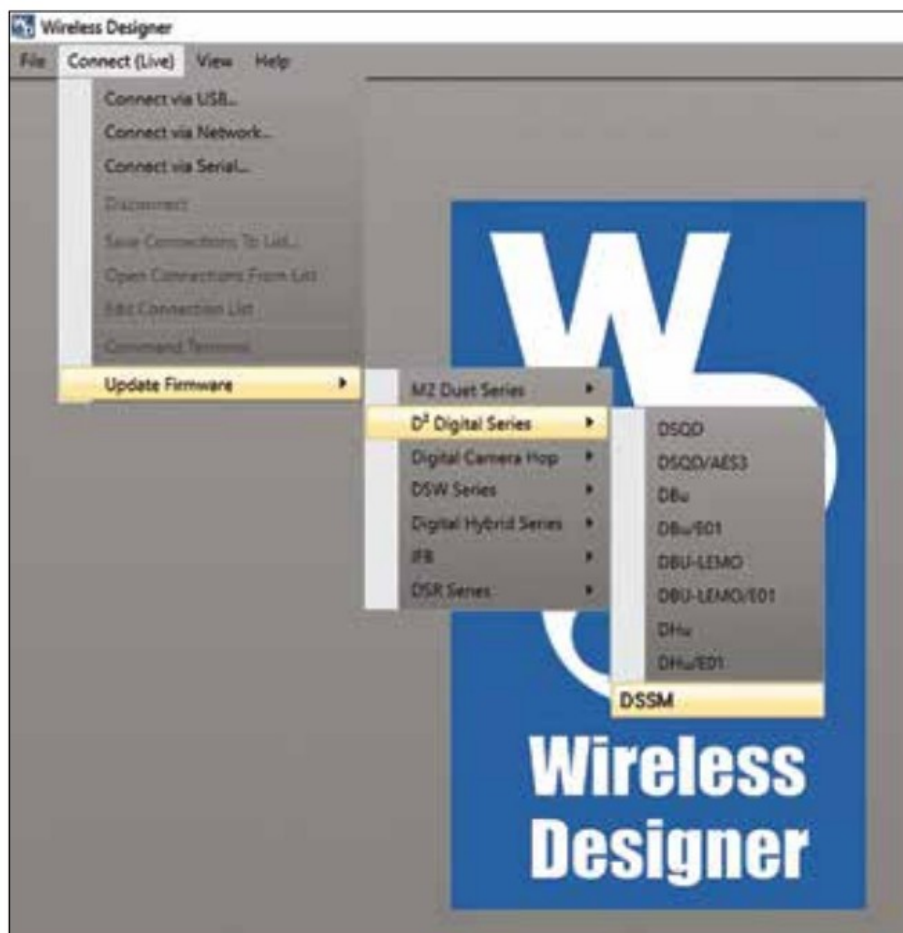 Wireless Designer
File Connect (Live) View Help
Connect via USB...
Connect via Network...
Connect via Serial...
Disconnect
Save Connections To List...
Open Connections From List
Edit Connection List
Command Terminal
Update Firmware
M2 Duet Series
D² Digital Series
Digital Camera Hop
DSW Series
Digital Hybrid Series
IFB
DSR Series
DSQD
DSQD/AES3
DBu
DBu/E01
DBU-LEMO
DBU-LEMO/E01
DHu
DHu/E01
DSSM
Wireless
Designer